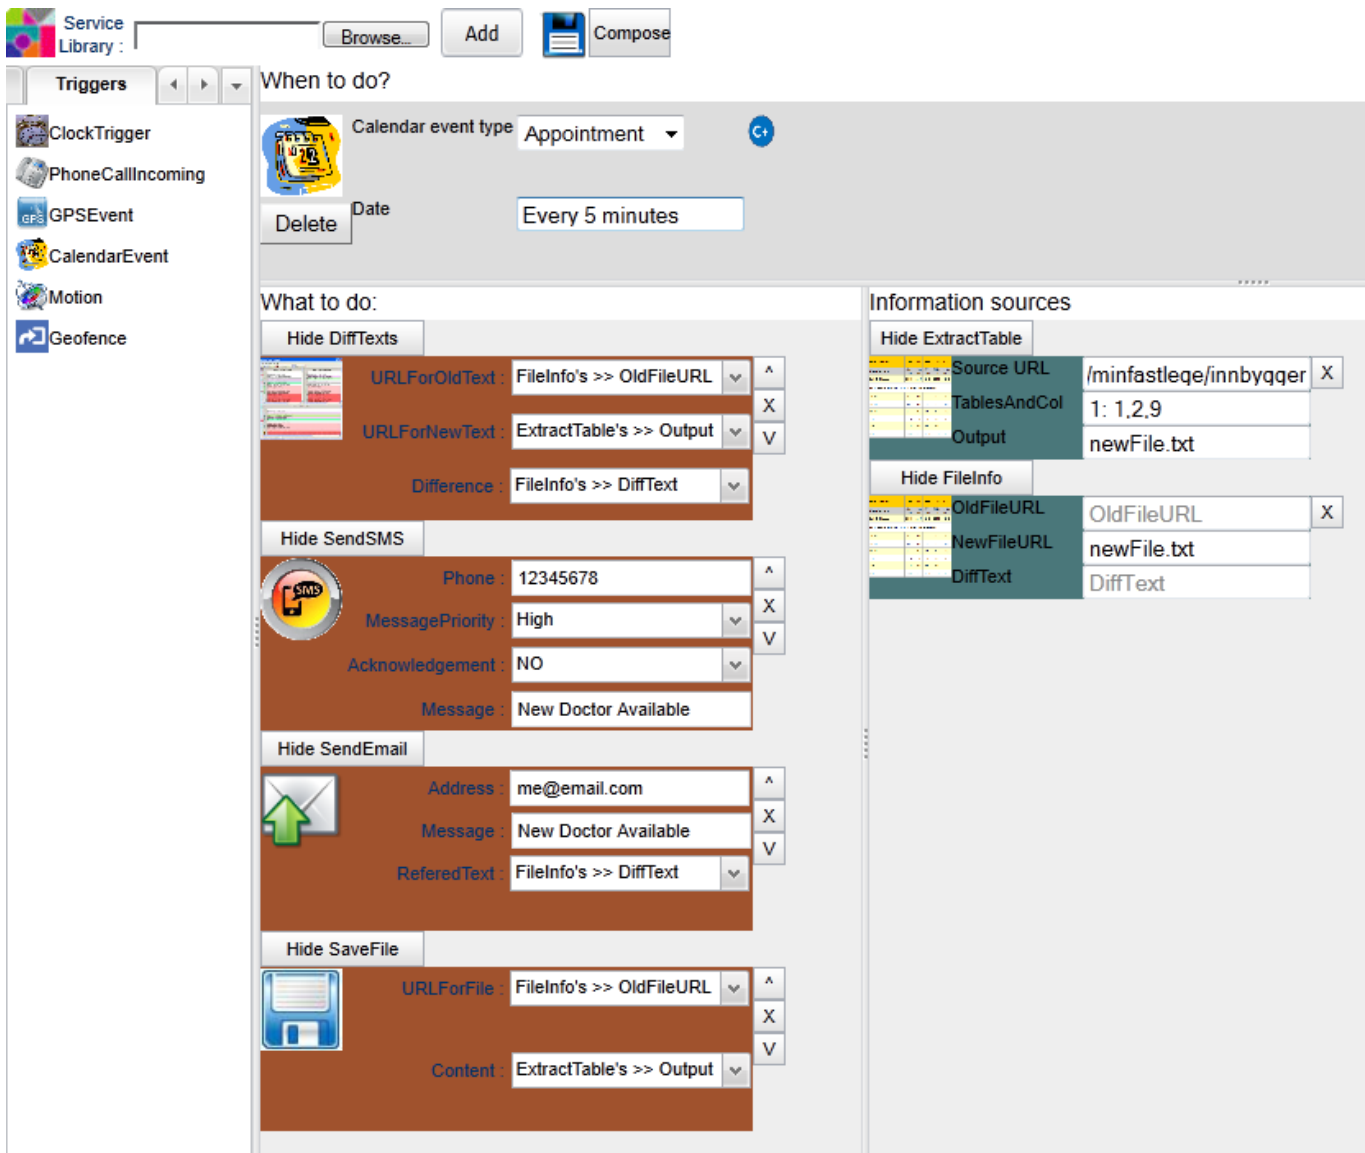 Service
Library :
Browse...
Add
Compose
Triggers
ClockTrigger
PhoneCallIncoming
GPS
GPSEvent
CalendarEvent
Motion
Geofence
When to do?
Calendar event type
Appointment
C+
Delete
Date
Every 5 minutes
What to do:
Hide DiffTexts
URLForOldText : FileInfo's >> OldFileURL
^
X
URLForNewText : ExtractTable's >> Output
V
Difference : FileInfo's >> DiffText
Hide SendSMS
SMS
Phone : 12345678
^
MessagePriority : High
X
V
Acknowledgement : NO
Message : New Doctor Available
Hide SendEmail
Address : me@email.com
^
X
Message : New Doctor Available
V
ReferedText : FileInfo's >> DiffText
Hide SaveFile
URLForFile : FileInfo's >> OldFileURL
^
X
V
Content : ExtractTable's >> Output
Information sources
Hide ExtractTable
Source URL /minfastlege/innbygger X
TablesAndCol 1: 1,2,9
Output newFile.txt
Hide FileInfo
OldFileURL OldFileURL X
NewFileURL newFile.txt
DiffText DiffText